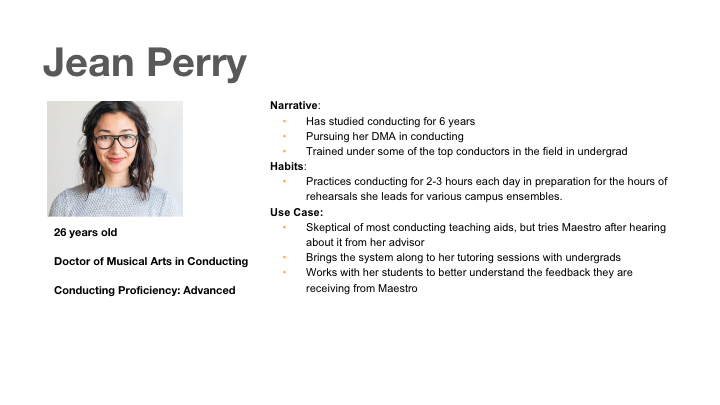 Jean Perry
26 years old
Doctor of Musical Arts in Conducting
Conducting Proficiency: Advanced
Narrative:
• Has studied conducting for 6 years
• Pursuing her DMA in conducting
• Trained under some of the top conductors in the field in undergrad
Habits:
• Practices conducting for 2-3 hours each day in preparation for the hours of
rehearsals she leads for various campus ensembles.
Use Case:
• Skeptical of most conducting teaching aids, but tries Maestro after hearing
about it from her advisor
• Brings the system along to her tutoring sessions with undergrads
• Works with her students to better understand the feedback they are
receiving from Maestro